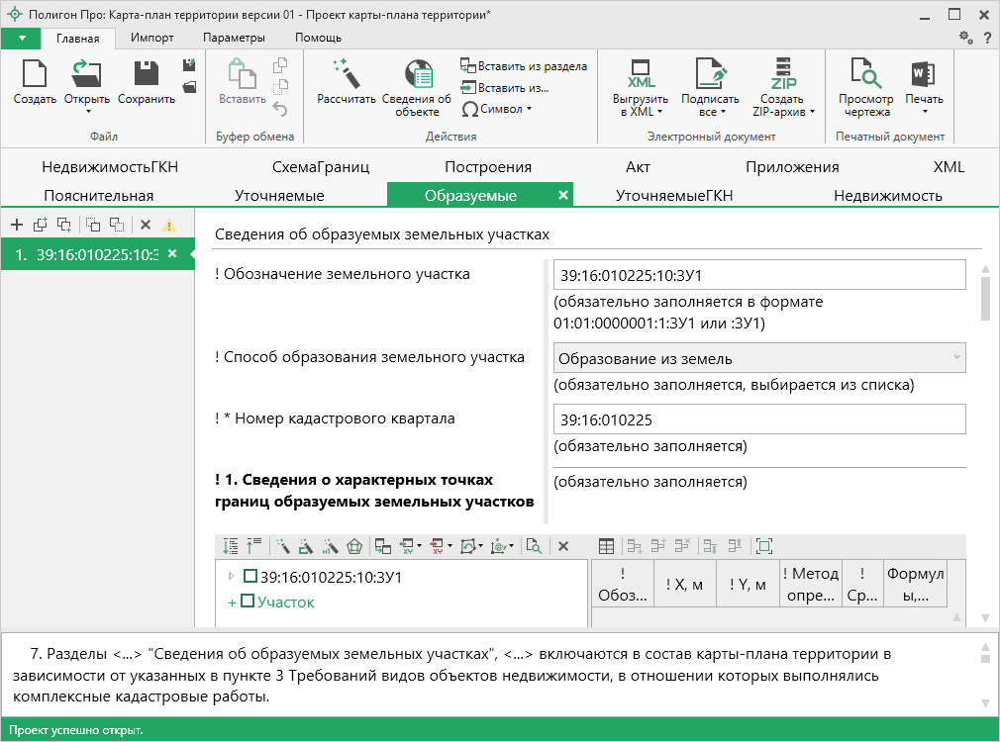 Полигон Про: Карта-план территории версии 01 - Проект карты-плана территории*
Главная Импорт Параметры Помощь
Создать Открыть Сохранить
Файл
Вставить
Буфер обмена
Рассчитать Сведения об объекте
Вставить из раздела
Вставить из...
Символ
Действия
XML
Выгрузить
в XML
Подписать
все
ZIP
Создать
ZIP-архив
Электронный документ
Просмотр
чертежа
Печать
Печатный документ
НедвижимостьГКН СхемаГраниц Построения Акт Приложения XML
Пояснительная Уточняемые Образуемые УточняемыеГКН Недвижимость
1. 39:16:010225:10:З
Сведения об образуемых земельных участках
! Обозначение земельного участка
39:16:010225:10:ЗУ1
(обязательно заполняется в формате
01:01:0000001:1:ЗУ1 или :ЗУ1)
! Способ образования земельного участка
Образование из земель
(обязательно заполняется, выбирается из списка)
! * Номер кадастрового квартала
39:16:010225
(обязательно заполняется)
! 1. Сведения о характерных точках
границ образуемых земельных участков
(обязательно заполняется)
39:16:010225:10:ЗУ1
+ Участок
!
Обоз...
! X, м
! Y, м
! Метод
опре...
!
Ср...
Формул
ы,...
7. Разделы <...> "Сведения об образуемых земельных участках", <...> включаются в состав карты-плана территории в
зависимости от указанных в пункте 3 Требований видов объектов недвижимости, в отношении которых выполнялись
комплексные кадастровые работы.
Проект успешно открыт.